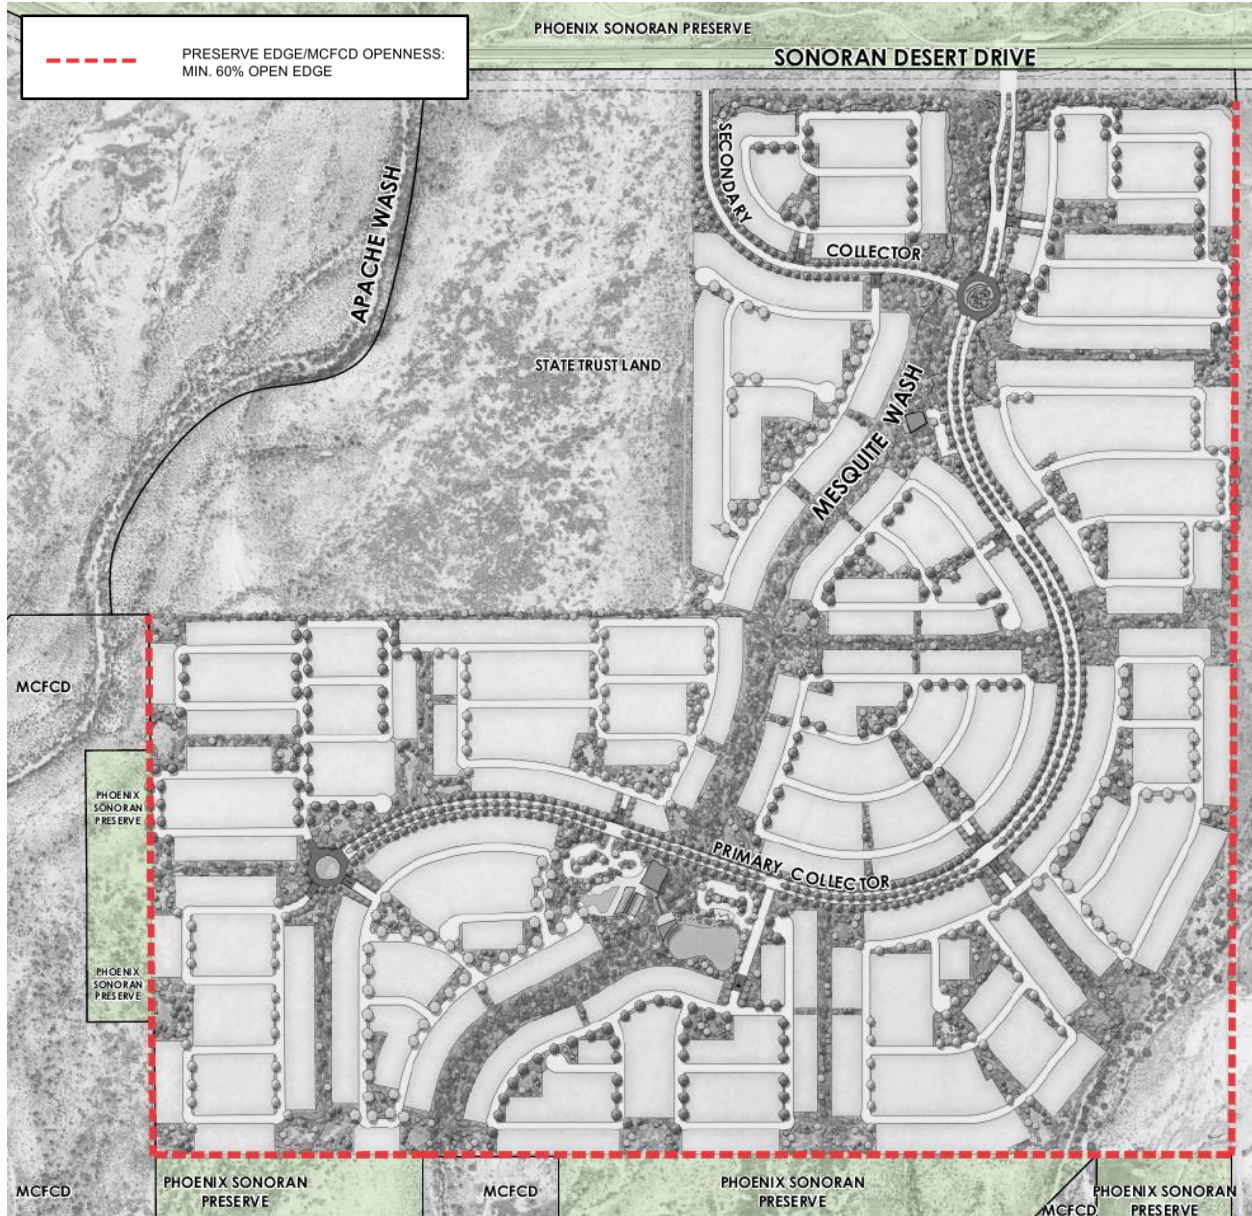 PHOENIX SONORAN PRESERVE
PRESERVE EDGE/MCFCD OPENNESS:
MIN. 60% OPEN EDGE
SONORAN DESERT DRIVE
SECONDARY
COLLECTOR
APACHE WASH
STATE TRUST LAND
MESQUITE WASH
MCFCD
PHOENIX
SONORAN
PRESERVE
PRIMARY COLLECTOR
PHOENIX
SONORAN
PRESERVE
MCFCD
PHOENIX SONORAN
PRESERVE
MCFCD
PHOENIX SONORAN
PRESERVE
MCFCD
PHOENIX SONORAN
PRESERVE